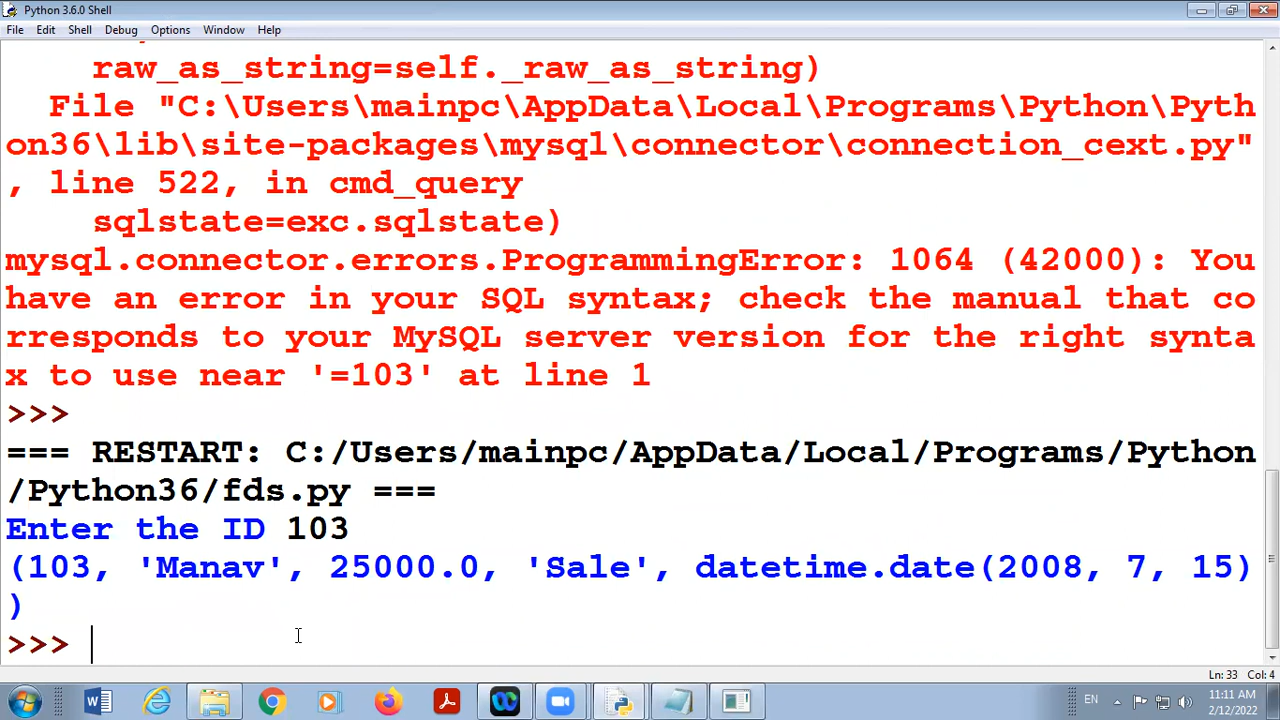 Python 3.6.0 Shell
File Edit Shell Debug Options Window Help
raw_as_string=self._raw_as_string)
File "C:\Users\mainpc\AppData\Local\Programs\Python\Pyth
on36\lib\site-packages\mysql\connector\connection_cext.py"
, line 522, in cmd_query
sqlstate=exc.sqlstate)
mysql.connector.errors.ProgrammingError: 1064 (42000): You
have an error in your SQL syntax; check the manual that co
rresponds to your MySQL server version for the right synta
x to use near '=103' at line 1
>>>
=== RESTART: C:/Users/mainpc/AppData/Local/Programs/Python
/Python36/fds.py ===
Enter the ID 103
(103, 'Manav', 25000.0, 'Sale', datetime.date(2008, 7, 15)
)
>>>
Ln: 33 Col: 4
EN
11:11 AM
2/12/2022